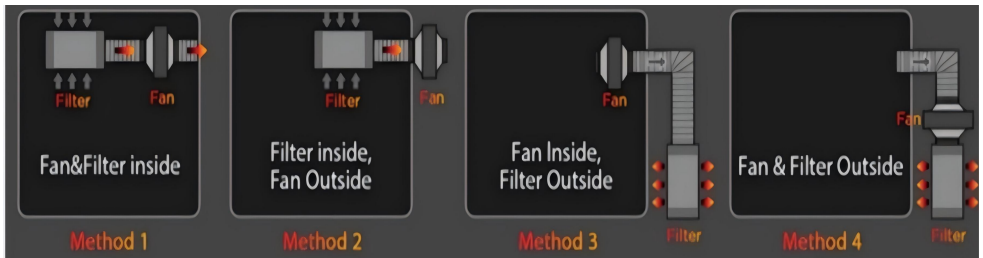 Filter
Fan
Fan&Filter inside
Method 1
Filter
Fan
Filter inside,
Fan Outside
Method 2
Fan
Fan Inside,
Filter Outside
Method 3
Filter
Fan
Fan & Filter Outside
Method 4
Filter